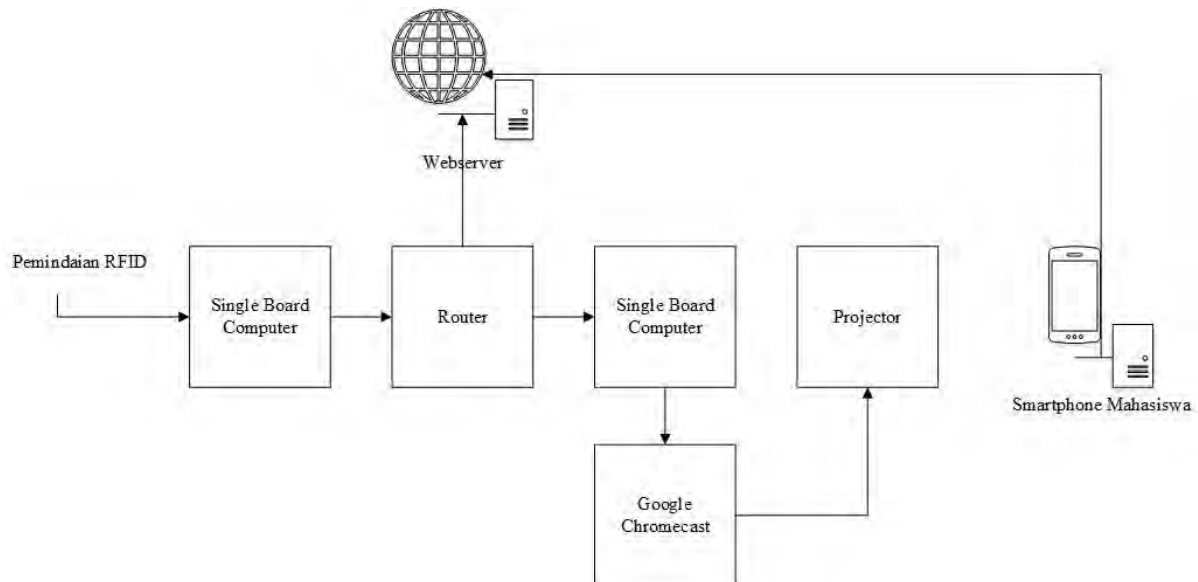 Webserver
Pemindaian RFID
Single Board
Computer
Router
Single Board
Computer
Projector
Smartphone Mahasiswa
Google
Chromecast